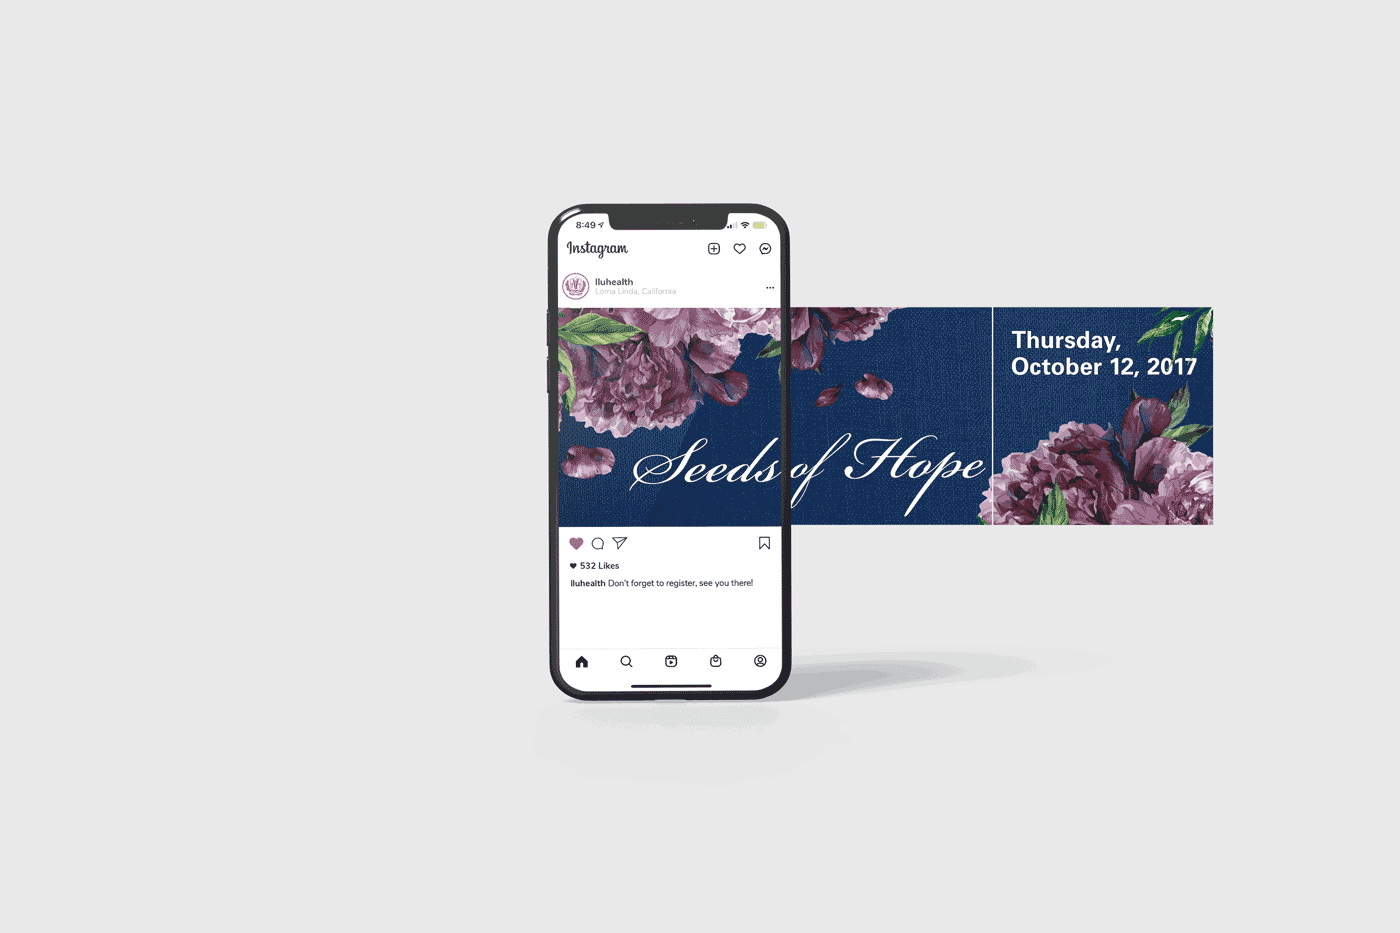 8:49
Instagram
lluhealth
Loma Linda, California
Thursday,
October 12, 2017
Seeds of Hope
532 Likes
lluhealth Don't forget to register, see you there!